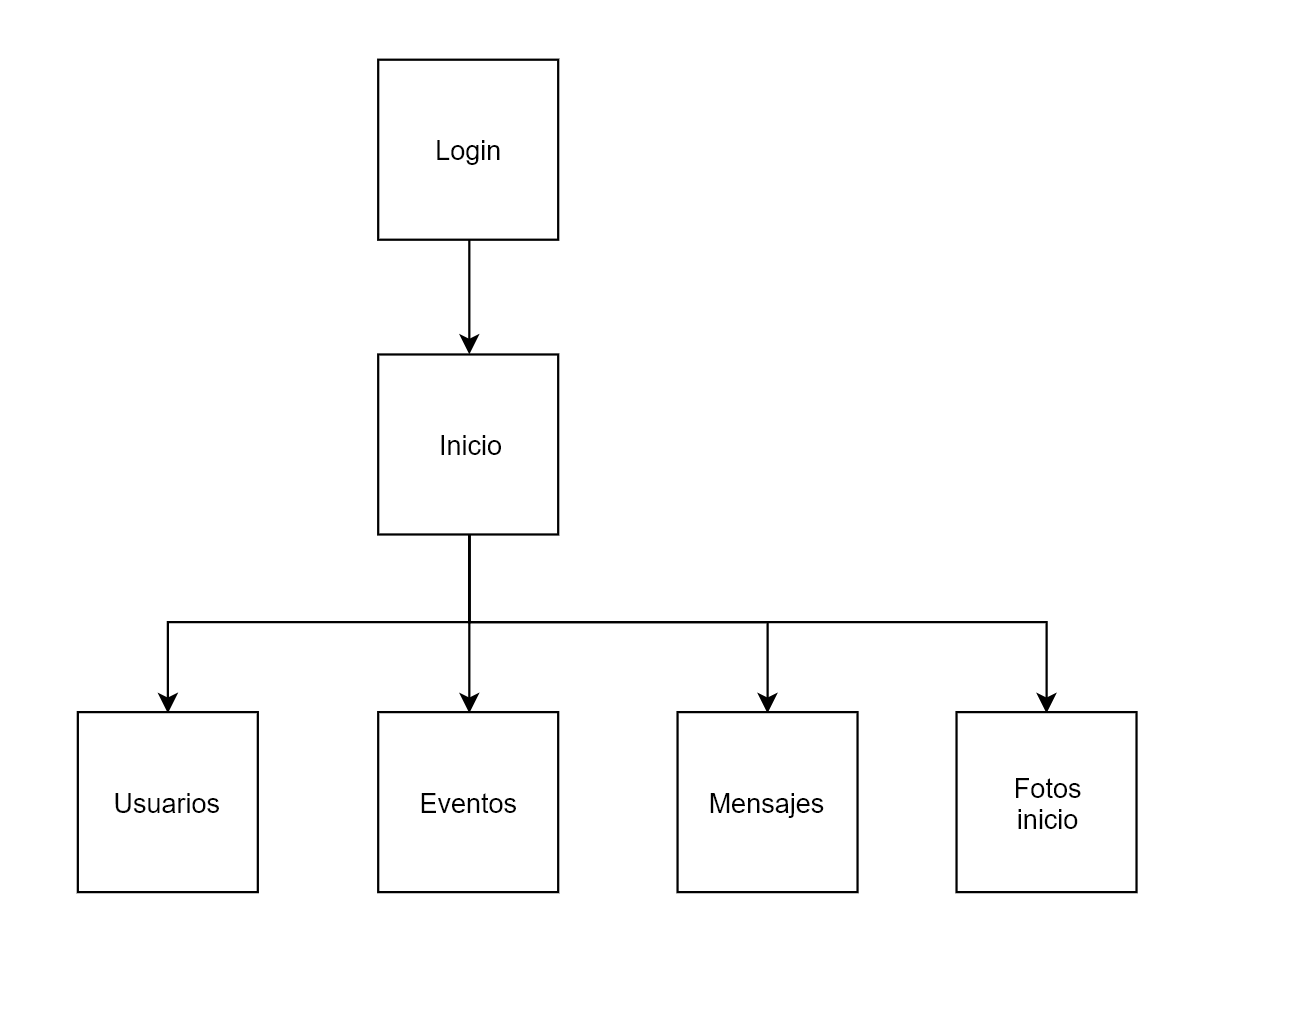 Login
Inicio
Usuarios
Eventos
Mensajes
Fotos
inicio